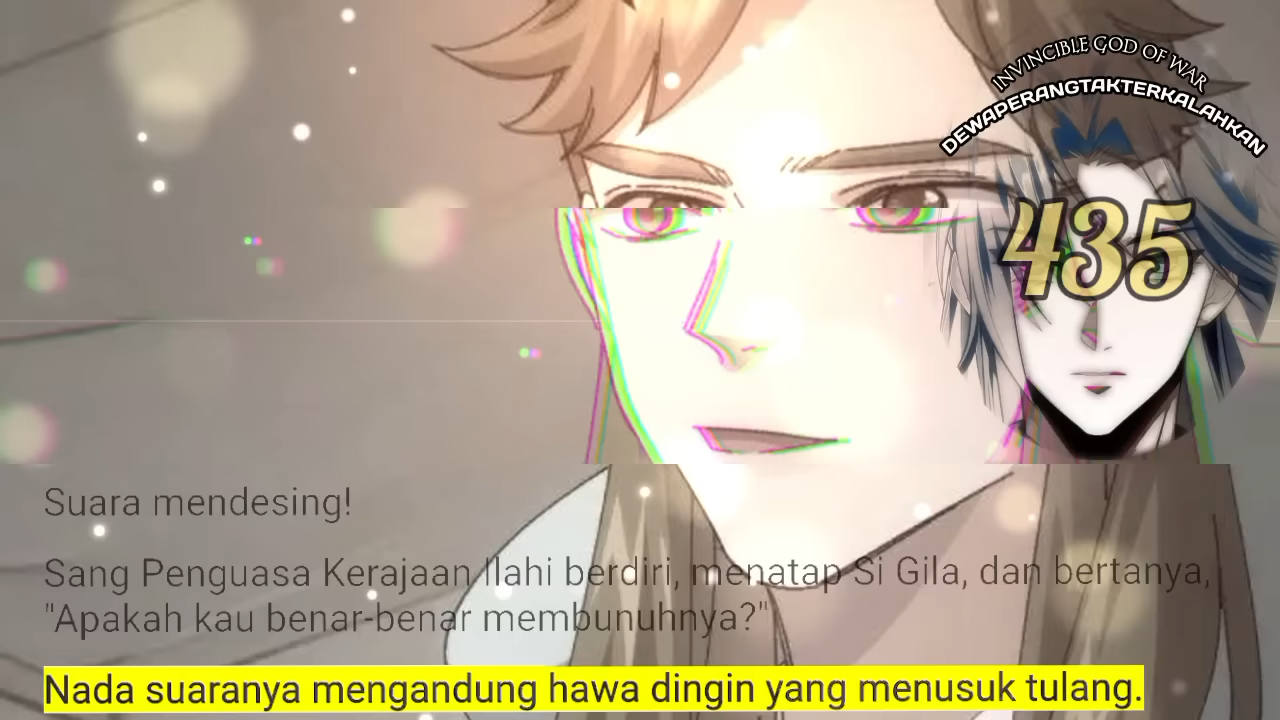 INVINCIBLE GOD OF WAR
DEWAPERANGTAKTERKALAHKAN
435
Suara mendesing!
Sang Penguasa Kerajaan Ilahi berdiri, menatap Si Gila, dan bertanya,
"Apakah kau benar-benar membunuhnya?"
Nada suaranya mengandung hawa dingin yang menusuk tulang.